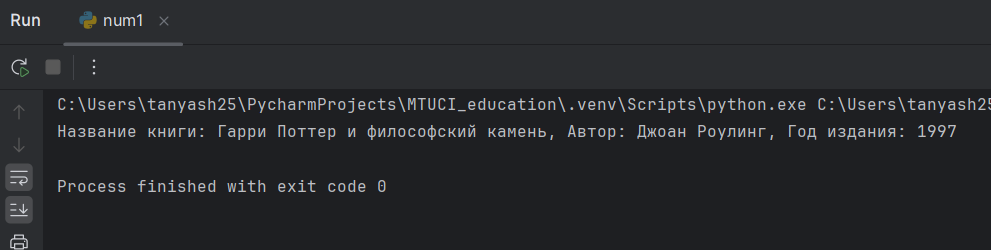 Run num1
C:\Users\tanyash25\PycharmProjects\MTUCI_education\.venv\Scripts\python.exe C:\Users\tanyash25
Название книги: Гарри Поттер и философский камень, Автор: Джоан Роулинг, Год издания: 1997
Process finished with exit code 0